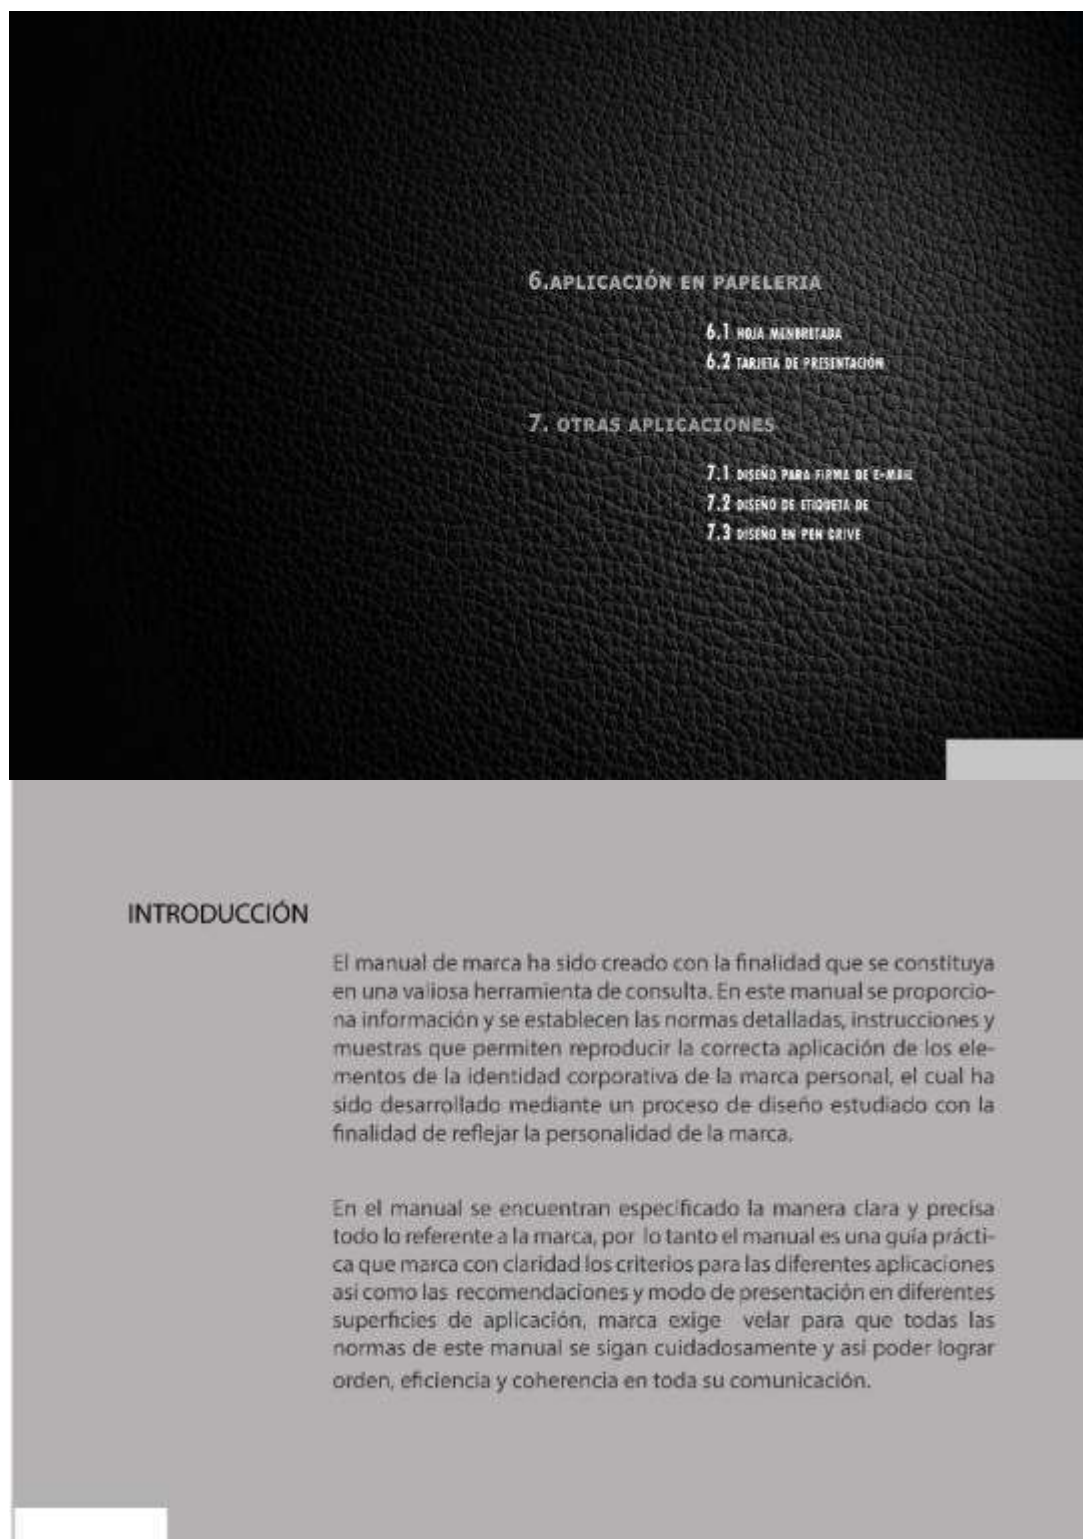 6.APLICACIÓN EN PAPELERIA
6.1 HOJA MENBRETADA
6.2 TARJETA DE PRESENTACIÓN
7. OTRAS APLICACIONES
7.1 DISEÑO PARA FIRMA DE E-MAIL
7.2 DISEÑO DE ETIQUETA DE
7.3 DISEÑO EN PEN DRIVE
INTRODUCCIÓN
El manual de marca ha sido creado con la finalidad que se constituya
en una valiosa herramienta de consulta. En este manual se proporcio-
na información y se establecen las normas detalladas, instrucciones y
muestras que permiten reproducir la correcta aplicación de los ele-
mentos de la identidad corporativa de la marca personal, el cual ha
sido desarrollado mediante un proceso de diseño estudiado con la
finalidad de reflejar la personalidad de la marca.
En el manual se encuentran especificado la manera clara y precisa
todo lo referente a la marca, por lo tanto el manual es una guía prácti-
ca que marca con claridad los criterios para las diferentes aplicaciones
asi como las recomendaciones y modo de presentación en diferentes
superficies de aplicación, marca exige velar para que todas las
normas de este manual se sigan cuidadosamente y asi poder lograr
orden, eficiencia y coherencia en toda su comunicación.